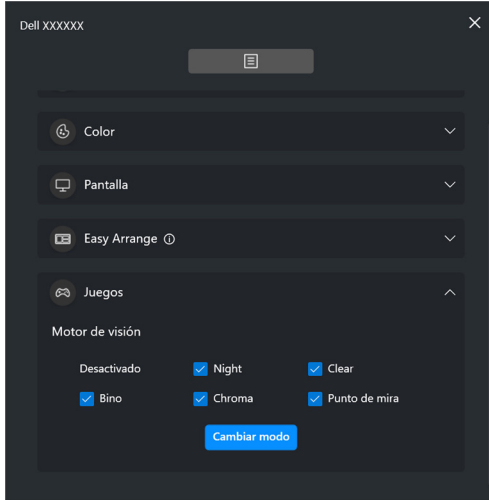 Dell XXXXXX
Color
Pantalla
Easy Arrange
Juegos
Motor de visión
Desactivado Night Clear
Bino Chroma Punto de mira
Cambiar modo